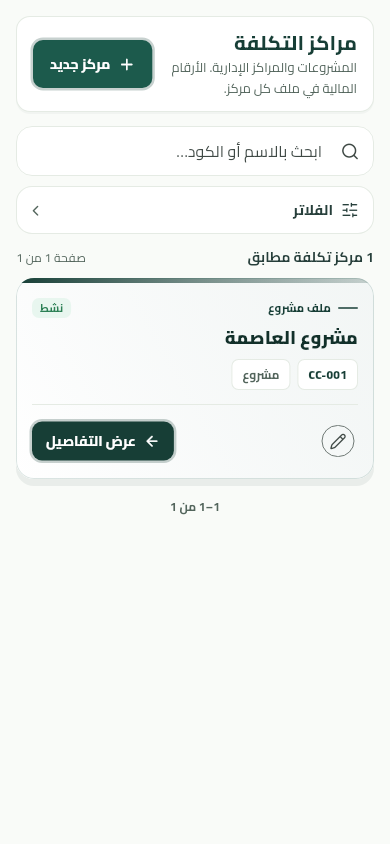 مراكز التكلفة
المشروعات والمراكز الإدارية. الأرقام
المالية في ملف كل مركز.
مركز جديد
ابحث بالاسم أو الكود...
الفلاتر
1 مركز تكلفة مطابق
صفحة 1 من 1
ملف مشروع
نشط
مشروع العاصمة
CC-001
مشروع
عرض التفاصيل
1–1 من 1